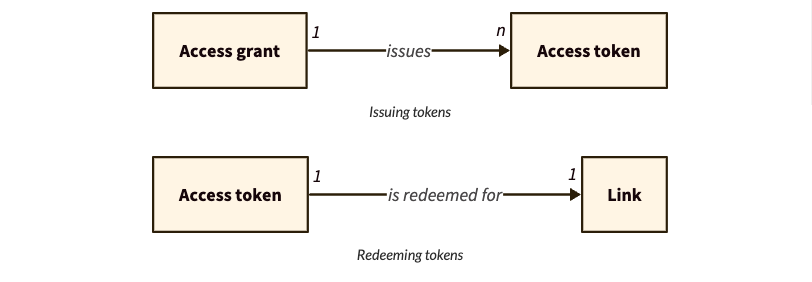 1
n
Access grant
issues
Access token
Issuing tokens
1
1
Access token
is redeemed for
Link
Redeeming tokens